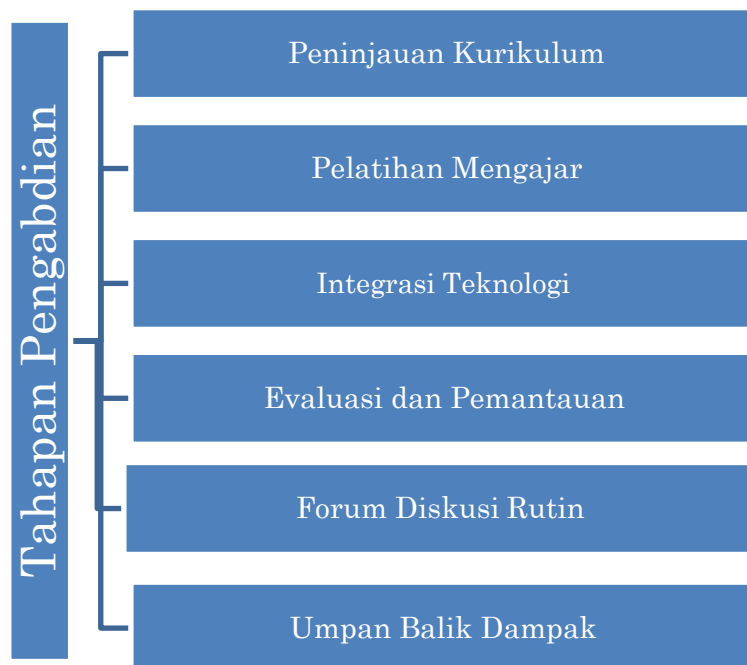 Tahapan Pengabdian
Peninjauan Kurikulum
Pelatihan Mengajar
Integrasi Teknologi
Evaluasi dan Pemantauan
Forum Diskusi Rutin
Umpan Balik Dampak